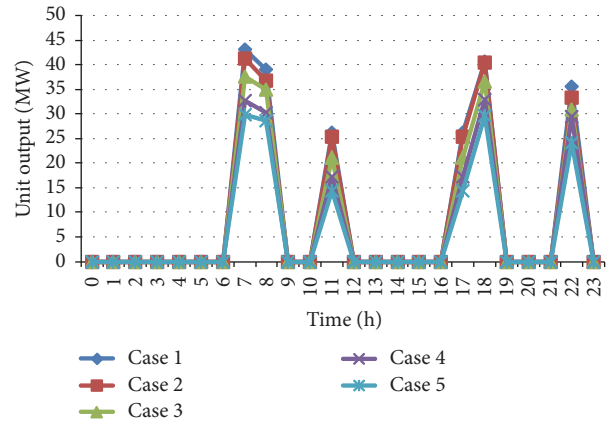 50
45
40
35
30
25
20
15
10
5
0
Unit output (MW)
0 1 2 3 4 5 6 7 8 9 10 11 12 13 14 15 16 17 18 19 20 21 22 23
Time (h)
Case 1
Case 2
Case 3
Case 4
Case 5